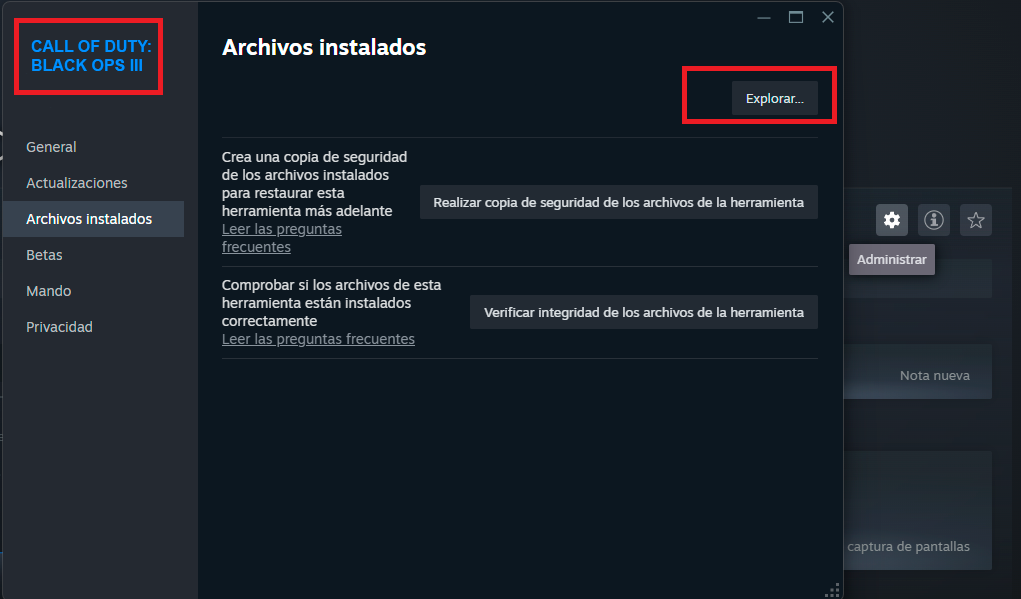 CALL OF DUTY:
BLACK OPS III
General
Actualizaciones
Archivos instalados
Betas
Mando
Privacidad
Archivos instalados
Explorar...
Crea una copia de seguridad
de los archivos instalados
para restaurar esta
herramienta más adelante
Leer las preguntas
frecuentes
Realizar copia de seguridad de los archivos de la herramienta
Comprobar si los archivos de esta
herramienta están instalados
correctamente
Leer las preguntas frecuentes
Verificar integridad de los archivos de la herramienta
Administrar
Nota nueva
captura de pantallas